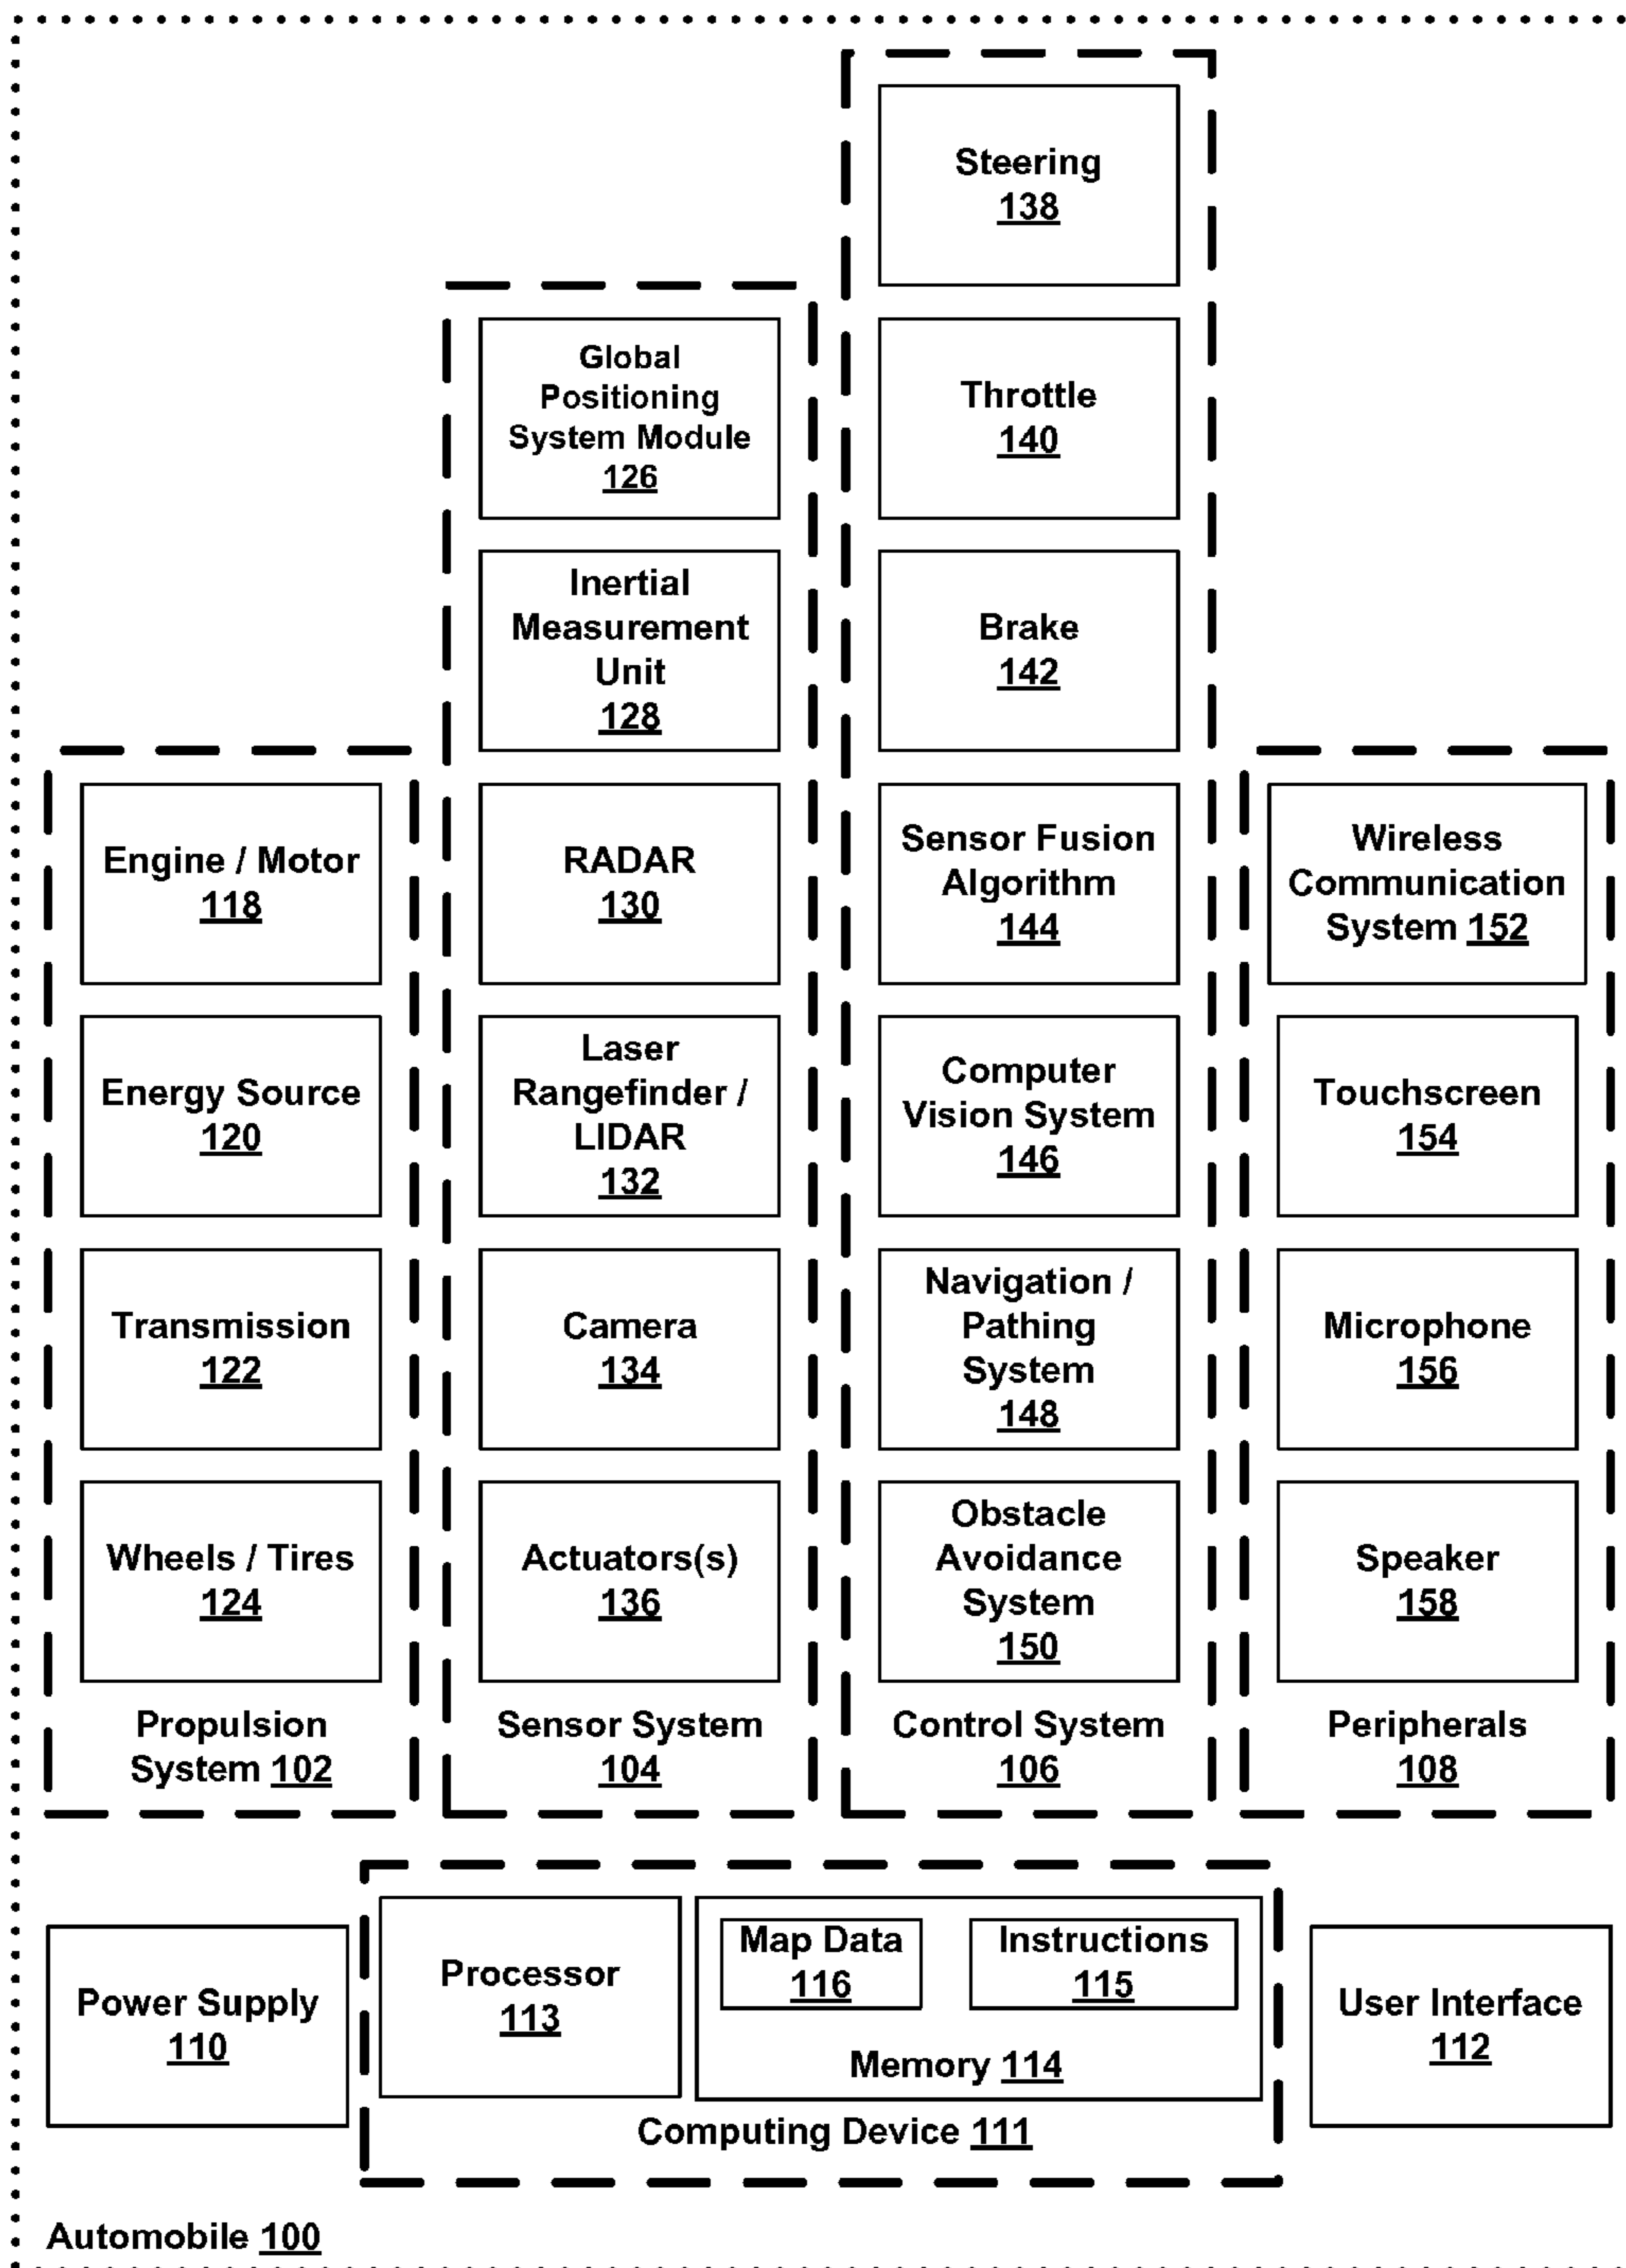 Steering
138
Throttle
140
Brake
142
Sensor Fusion
Algorithm
144
Computer
Vision System
146
Navigation /
Pathing
System
148
Obstacle
Avoidance
System
150
Control System
106
Global
Positioning
System Module
126
Inertial
Measurement
Unit
128
RADAR
130
Laser
Rangefinder /
LIDAR
132
Camera
134
Actuators(s)
136
Sensor System
104
Engine / Motor
118
Energy Source
120
Transmission
122
Wheels / Tires
124
Propulsion
System 102
Wireless
Communication
System 152
Touchscreen
154
Microphone
156
Speaker
158
Peripherals
108
Power Supply
110
Processor
113
Map Data
116
Instructions
115
Memory 114
Computing Device 111
User Interface
112
Automobile 100